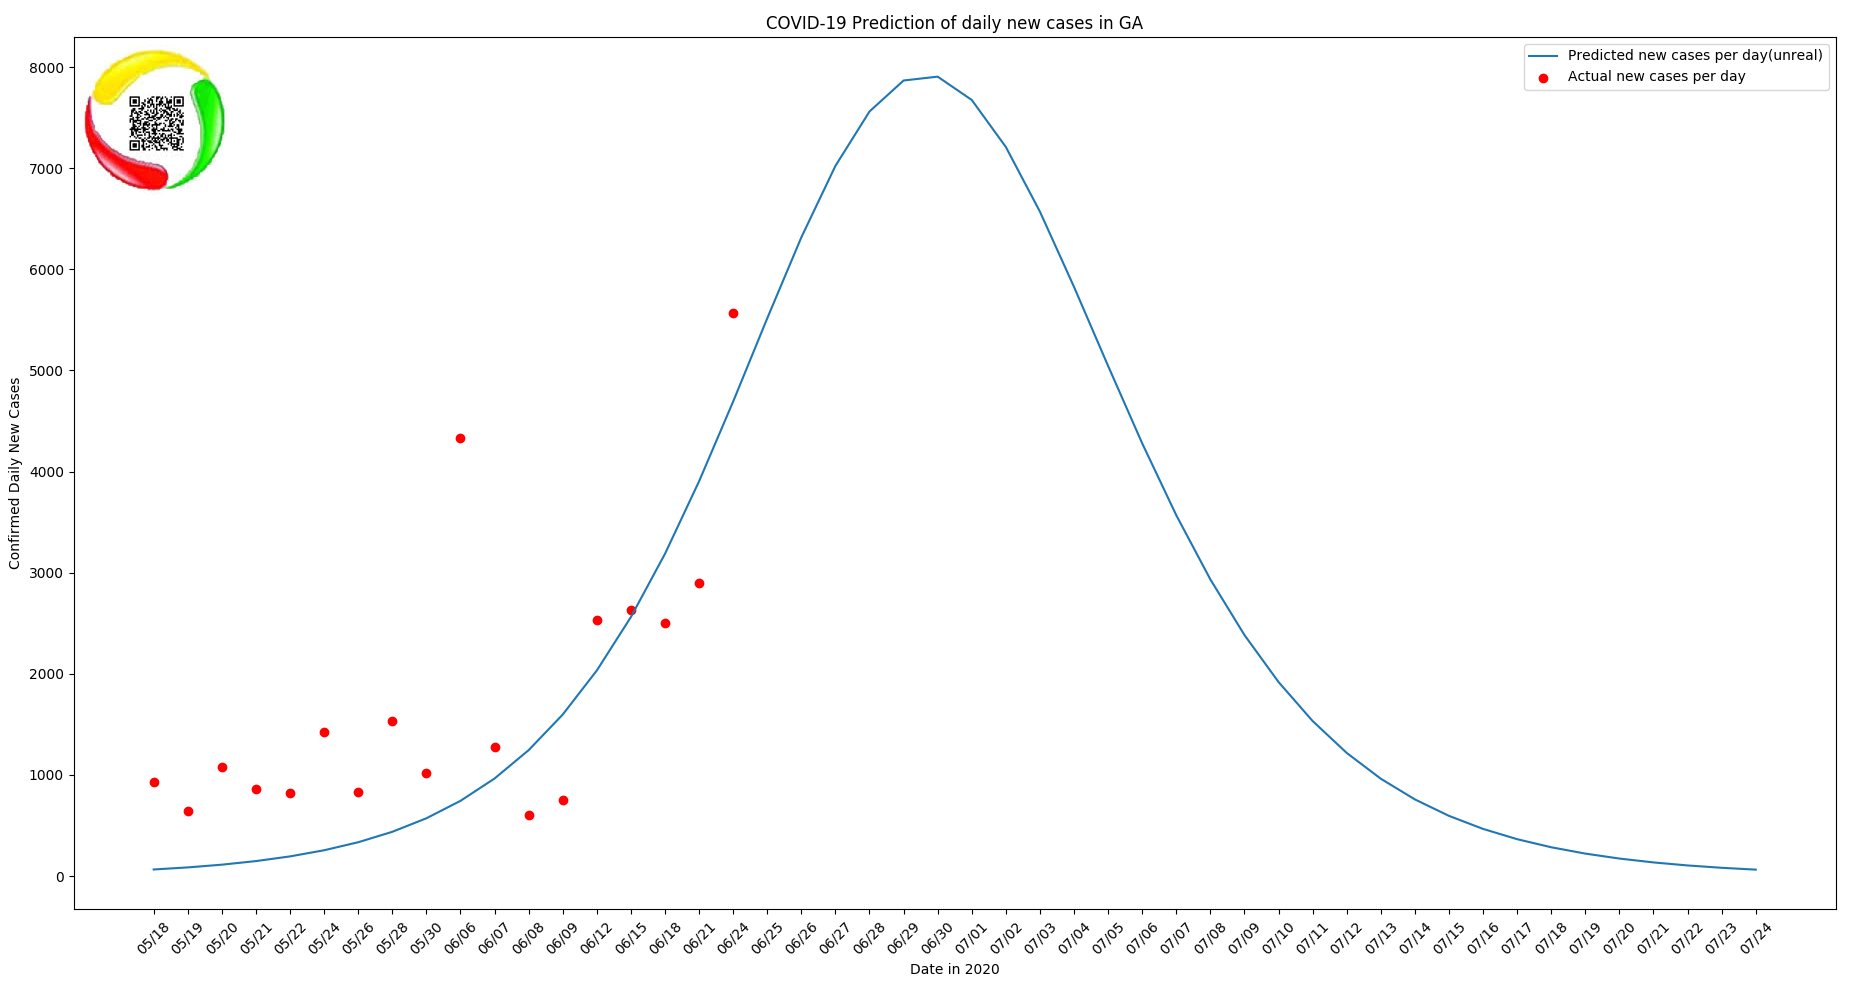 COVID-19 Prediction of daily new cases in GA
Predicted new cases per day(unreal)
Actual new cases per day
Confirmed Daily New Cases
8000
7000
6000
5000
4000
3000
2000
1000
0
05/18 05/19 05/20 05/21 05/22 05/24 05/26 05/28 05/30 06/06 06/07 06/08 06/09 06/12 06/15 06/18 06/21 06/24 06/25 06/26 06/27 06/28 06/29 06/30 07/01 07/02 07/03 07/04 07/05 07/06 07/07 07/08 07/09 07/10 07/11 07/12 07/13 07/14 07/15 07/16 07/17 07/18 07/19 07/20 07/21 07/22 07/23 07/24
Date in 2020